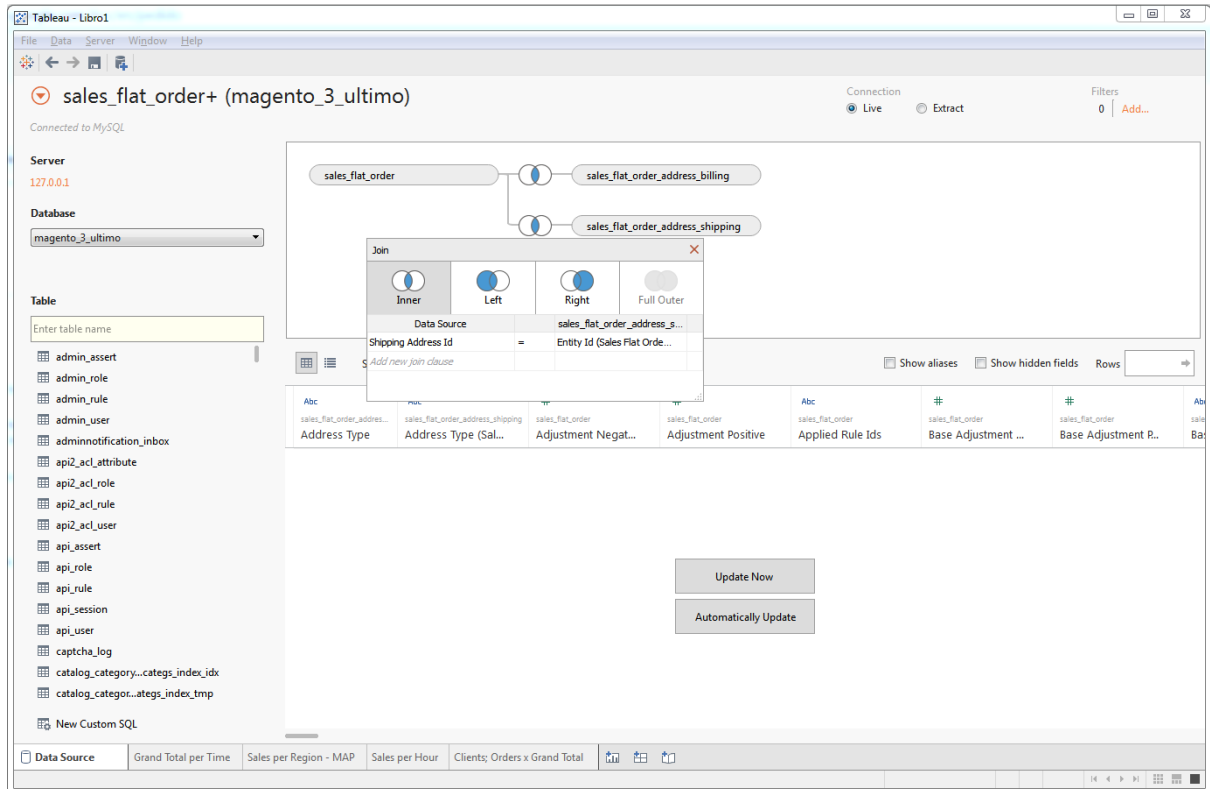 Tableau - Libro1
File Data Server Window Help
sales_flat_order+ (magento_3_ultimo)
Connected to MySQL
Connection
Live Extract
Filters
0 Add...
Server
127.0.0.1
Database
magento_3_ultimo
Table
Enter table name
admin_assert
admin_role
admin_rule
admin_user
adminnotification_inbox
api2_acl_attribute
api2_acl_role
api2_acl_rule
api2_acl_user
api_assert
api_role
api_rule
api_session
api_user
captcha_log
catalog_category...categs_index_idx
catalog_categor...ategs_index_tmp
New Custom SQL
sales_flat_order
sales_flat_order_address_billing
sales_flat_order_address_shipping
Join
Inner Left Right Full Outer
Data Source sales_flat_order_address_s...
Shipping Address Id = Entity Id (Sales Flat Orde...
Add new join clause
Show aliases Show hidden fields Rows
Abc # # Abc # #
sales_flat_order_addres... sales_flat_order_address_shipping sales_flat_order sales_flat_order sales_flat_order sales_flat_order sales_flat_order
Address Type Address Type (Sal... Adjustment Negat... Adjustment Positive Applied Rule Ids Base Adjustment ... Base Adjustment P...
Update Now
Automatically Update
Data Source Grand Total per Time Sales per Region - MAP Sales per Hour Clients; Orders x Grand Total